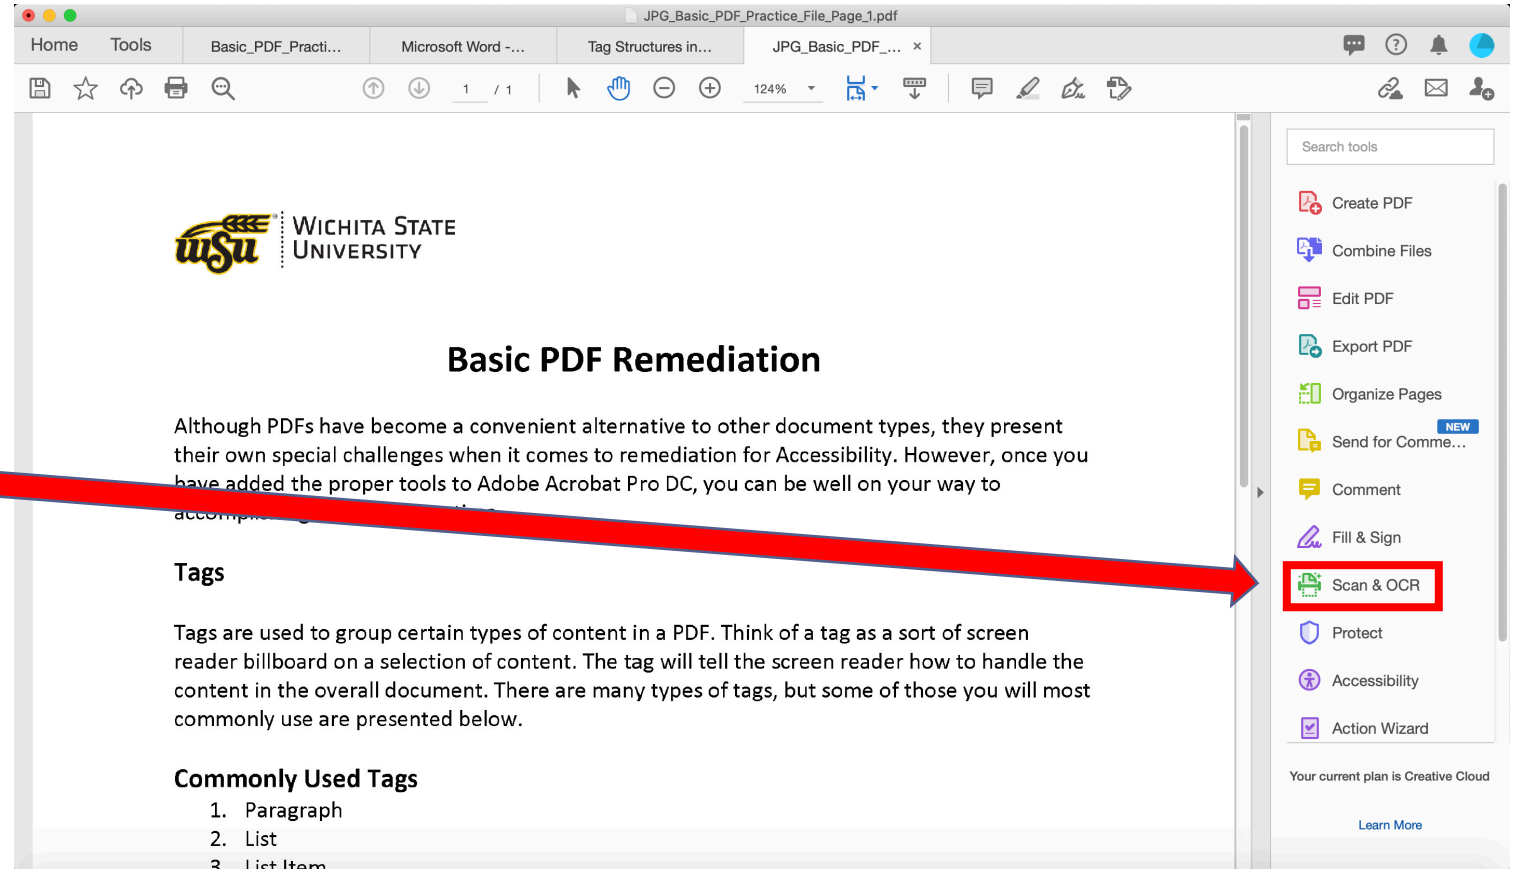 JPG_Basic_PDF_Practice_File_Page_1.pdf
Home Tools Basic_PDF_Practi... Microsoft Word -... Tag Structures in... JPG_Basic_PDF_... ×
1 / 1 124%
Search tools
Create PDF
Combine Files
Edit PDF
Export PDF
Organize Pages
NEW
Send for Comme...
Comment
Fill & Sign
Scan & OCR
Protect
Accessibility
Action Wizard
Your current plan is Creative Cloud
Learn More
wsu
WICHITA STATE
UNIVERSITY
Basic PDF Remediation
Although PDFs have become a convenient alternative to other document types, they present
their own special challenges when it comes to remediation for Accessibility. However, once you
have added the proper tools to Adobe Acrobat Pro DC, you can be well on your way to
Tags
Tags are used to group certain types of content in a PDF. Think of a tag as a sort of screen
reader billboard on a selection of content. The tag will tell the screen reader how to handle the
content in the overall document. There are many types of tags, but some of those you will most
commonly use are presented below.
Commonly Used Tags
1. Paragraph
2. List
3. List Item